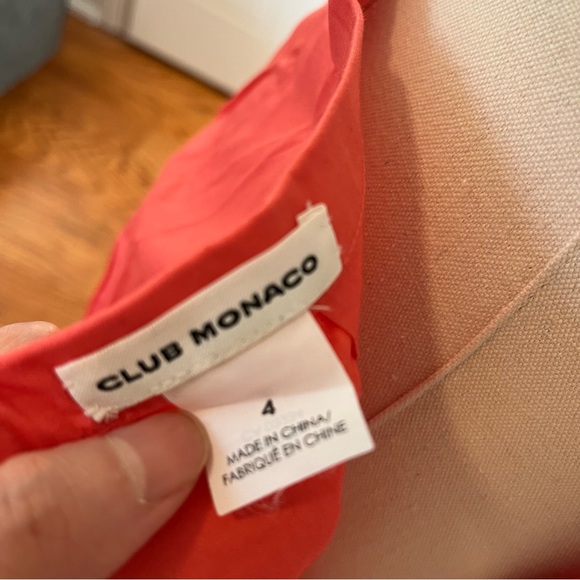 CLUB MONACO
4
MADE IN CHINA/
FABRIQUÉ EN CHINE